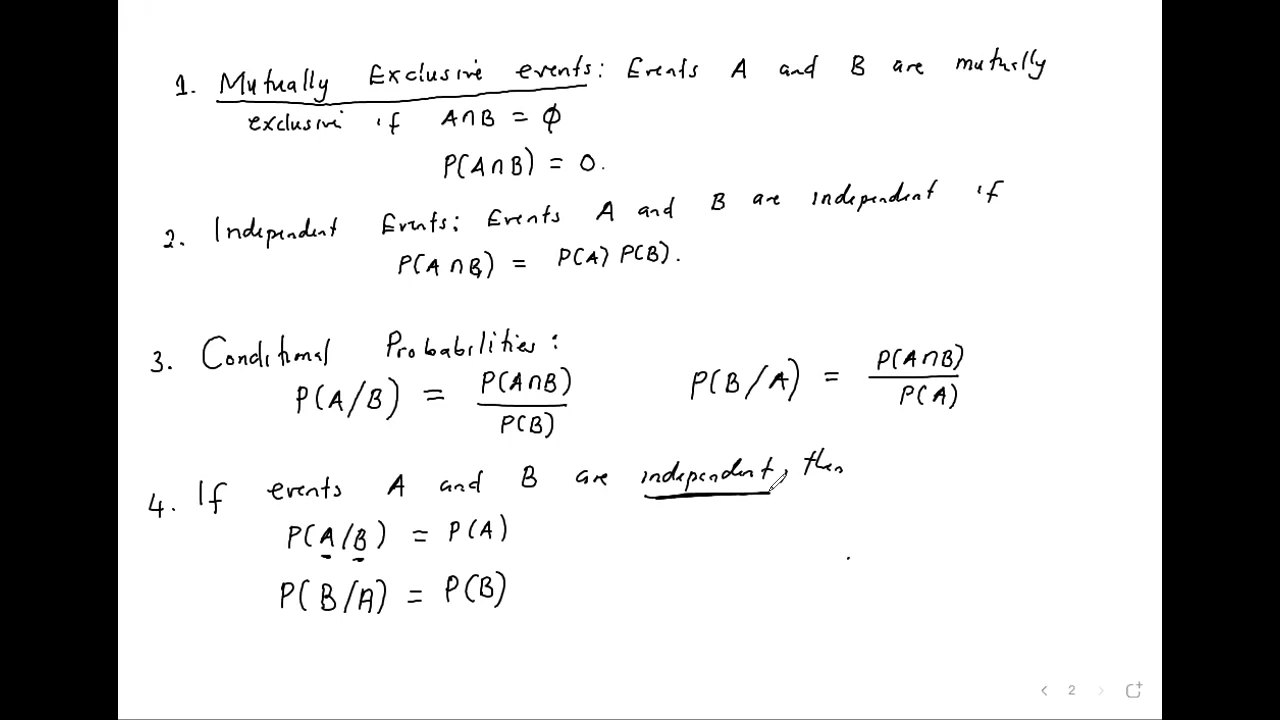 1. Mutually Exclusive events: Events A and B are mutually
exclusive if A∩B = ϕ
P(A∩B) = 0.
2. Independent Events: Events A and B are independent if
P(A∩B) = P(A) P(B).
3. Conditional Probabilities:
P(A/B) = P(A∩B)/P(B)    P(B/A) = P(A∩B)/P(A)
4. If events A and B are independent, then
P(A/B) = P(A)
P(B/A) = P(B)
2